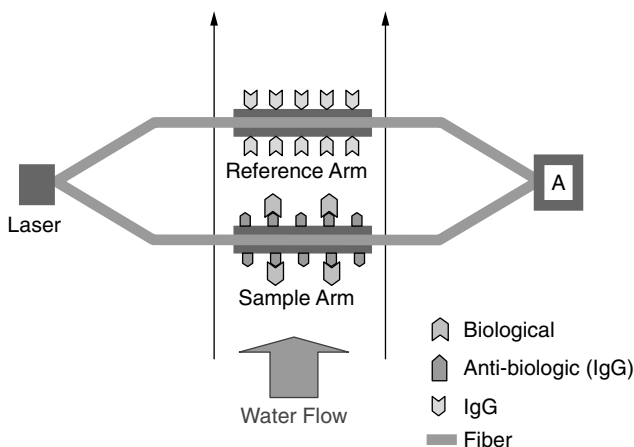 Reference Arm
Laser
A
Sample Arm
Water Flow
Biological
Anti-biologic (IgG)
IgG
Fiber